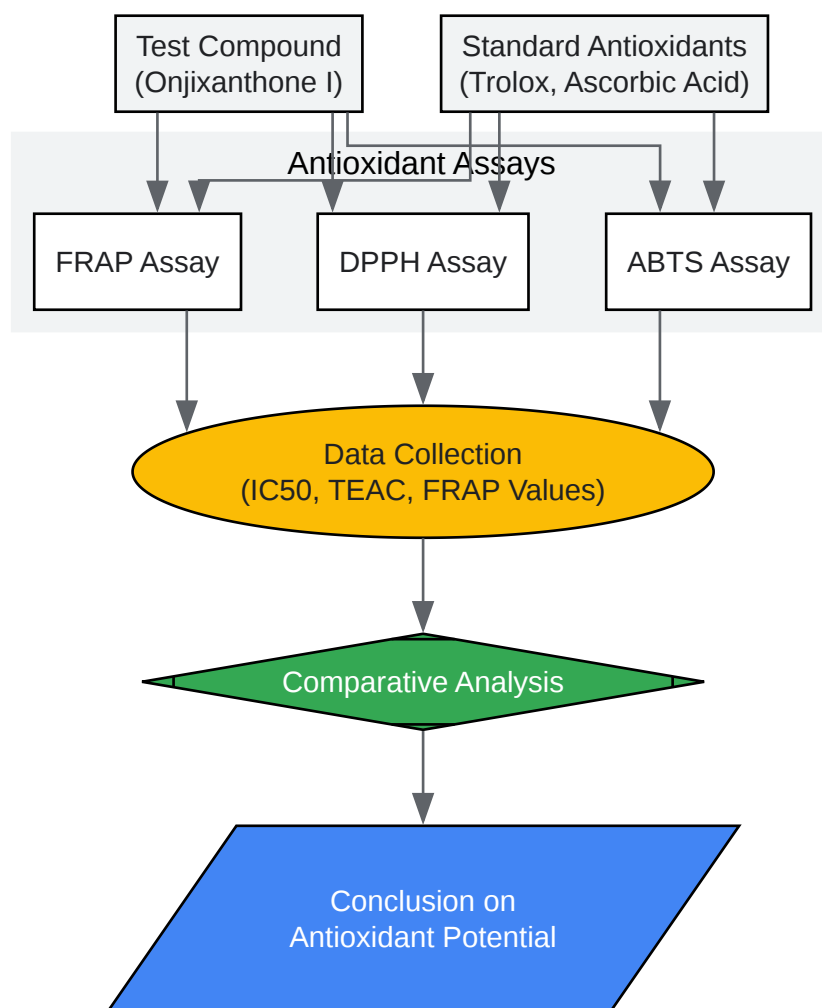 Test Compound
(Onjixanthone I)
Standard Antioxidants
(Trolox, Ascorbic Acid)
Antioxidant Assays
FRAP Assay
DPPH Assay
ABTS Assay
Data Collection
(IC50, TEAC, FRAP Values)
Comparative Analysis
Conclusion on
Antioxidant Potential